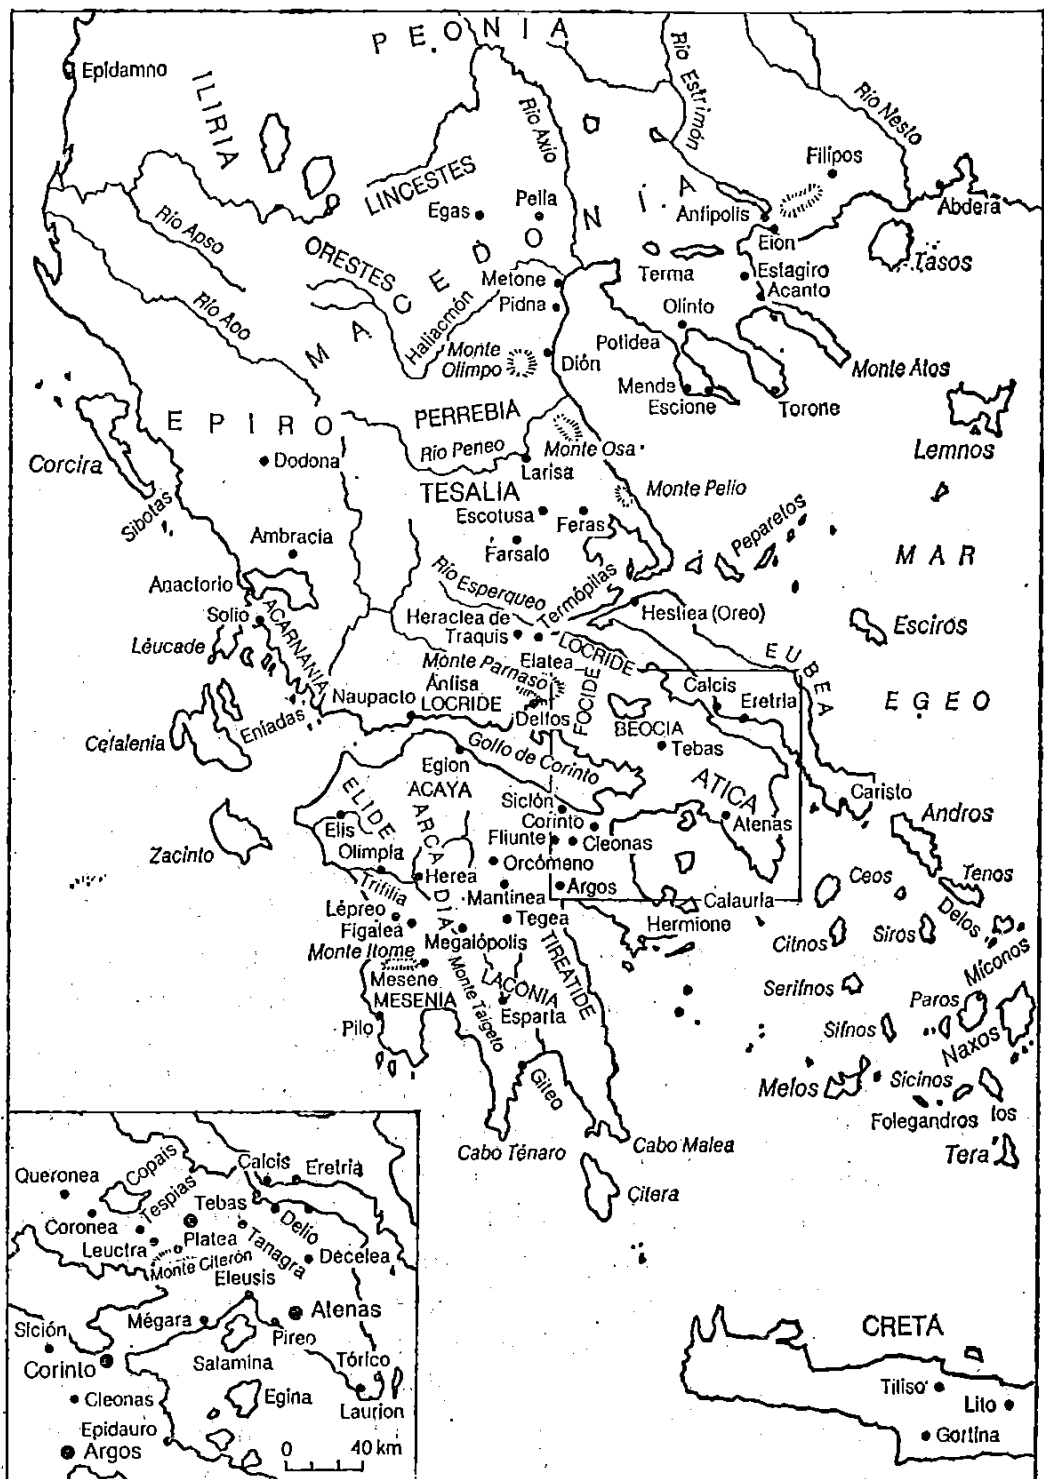 PEONIA
Epidamno
ILIRIA
Río Axio
Río Estrimón
Río Nesto
Filipos
LINCESTES
Egas
Pella
Anfípolis
Abdera
Eion
Río Apso
ORESTES
MACEDONÍA
Metone
Terma
Estagiro
Tasos
Acanto
Pidna
Olinto
Río Aoo
Haliacmón
Monte
Olimpo
Dión
Potidea
Monte Atos
Mende
Escione
Torone
PERREBIA
EPIRO
Río Peneo
Monte Osa
Lemnos
Corcira
Dodona
Larisa
TESALIA
Monte Pelio
Sibotas
Escotusa
Feras
Farsalo
Peparetos
MAR
Ambracia
Anactorio
Río Esperqueo
Termópilas
Hestiea (Oreo)
Solio
ACARNANIA
Heraclea de
Traquis
LOCRIDE
Esciros
Léucade
Elatea
EUBEA
Monte Parnaso
FOCIDE
Calcis
Eretria
EGEO
Naupacto
Anfisa
LOCRIDE
Delfos
BEOCIA
Eníadas
Tebas
Cefalenia
Golfo de Corinto
Egion
ACAYA
ATICA
Caristo
Sición
ELIDE
ARCADIA
Corinto
Atenas
Andros
Elis
Fliunte
Cleonas
Zacinto
Olimpia
Orcómeno
Herea
Ceos
Tenos
Trifilia
Mantinea
Argos
Calauria
Delos
Lépreo
Tegea
Hermione
Figalea
Citnos
Siros
Míconos
Monte Itome
Megalópolis
TIREATIDE
Mesene
MESENIA
Monte Taigeto
LACONIA
Esparta
Serifnos
Paros
Pilo
Sifnos
Naxos
Giteo
Melos
Sicinos
Folegandros
Ios
Cabo Ténaro
Cabo Malea
Tera
Citera
CRETA
Tiliso
Lito
Gortina
Queronea
Copais
Calcis
Eretria
Tespias
Tebas
Coronea
Delio
Leuctra
Platea
Tanagra
Decelea
Monte Citerón
Eleusis
Mégara
Atenas
Sición
Pireo
Corinto
Salamina
Tórico
Cleonas
Egina
Laurion
Epidauro
Argos
0 40 km